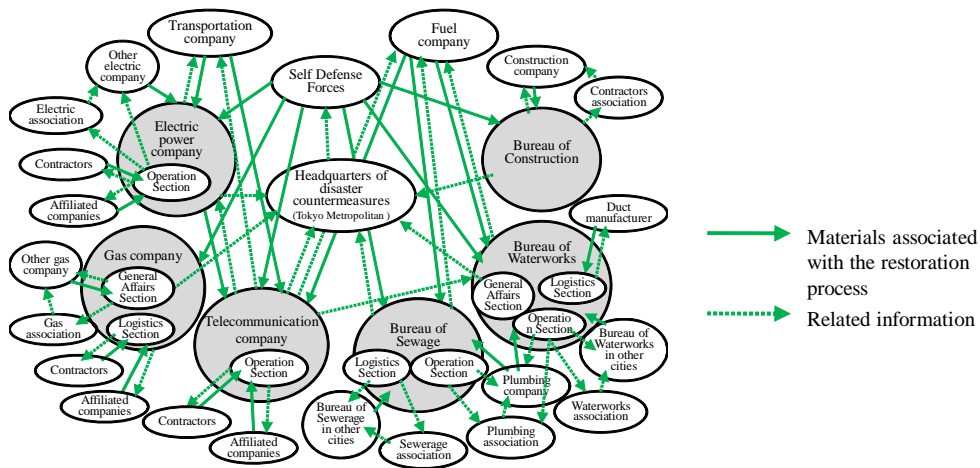 Transportation
company
Fuel
company
Other
electric
company
Self Defense
Forces
Construction
company
Contractors
association
Electric
association
Electric
power
company
Bureau of
Construction
Contractors
Operation
Section
Affiliated
companies
Headquarters of
disaster
countermeasures
(Tokyo Metropolitan )
Duct
manufacturer
Other gas
company
Gas company
General
Affairs
Section
Bureau of
Waterworks
General
Affairs
Section
Logistics
Section
Materials associated
with the restoration
process
Related information
Gas
association
Logistics
Section
Telecommunication
company
Bureau of
Sewage
Operatio
n Section
Bureau of
Waterworks
in other
cities
Contractors
Operation
Section
Logistics
Section
Operation
Section
Plumbing
company
Affiliated
companies
Contractors
Affiliated
companies
Bureau of
Sewerage
in other
cities
Sewerage
association
Plumbing
association
Waterworks
association